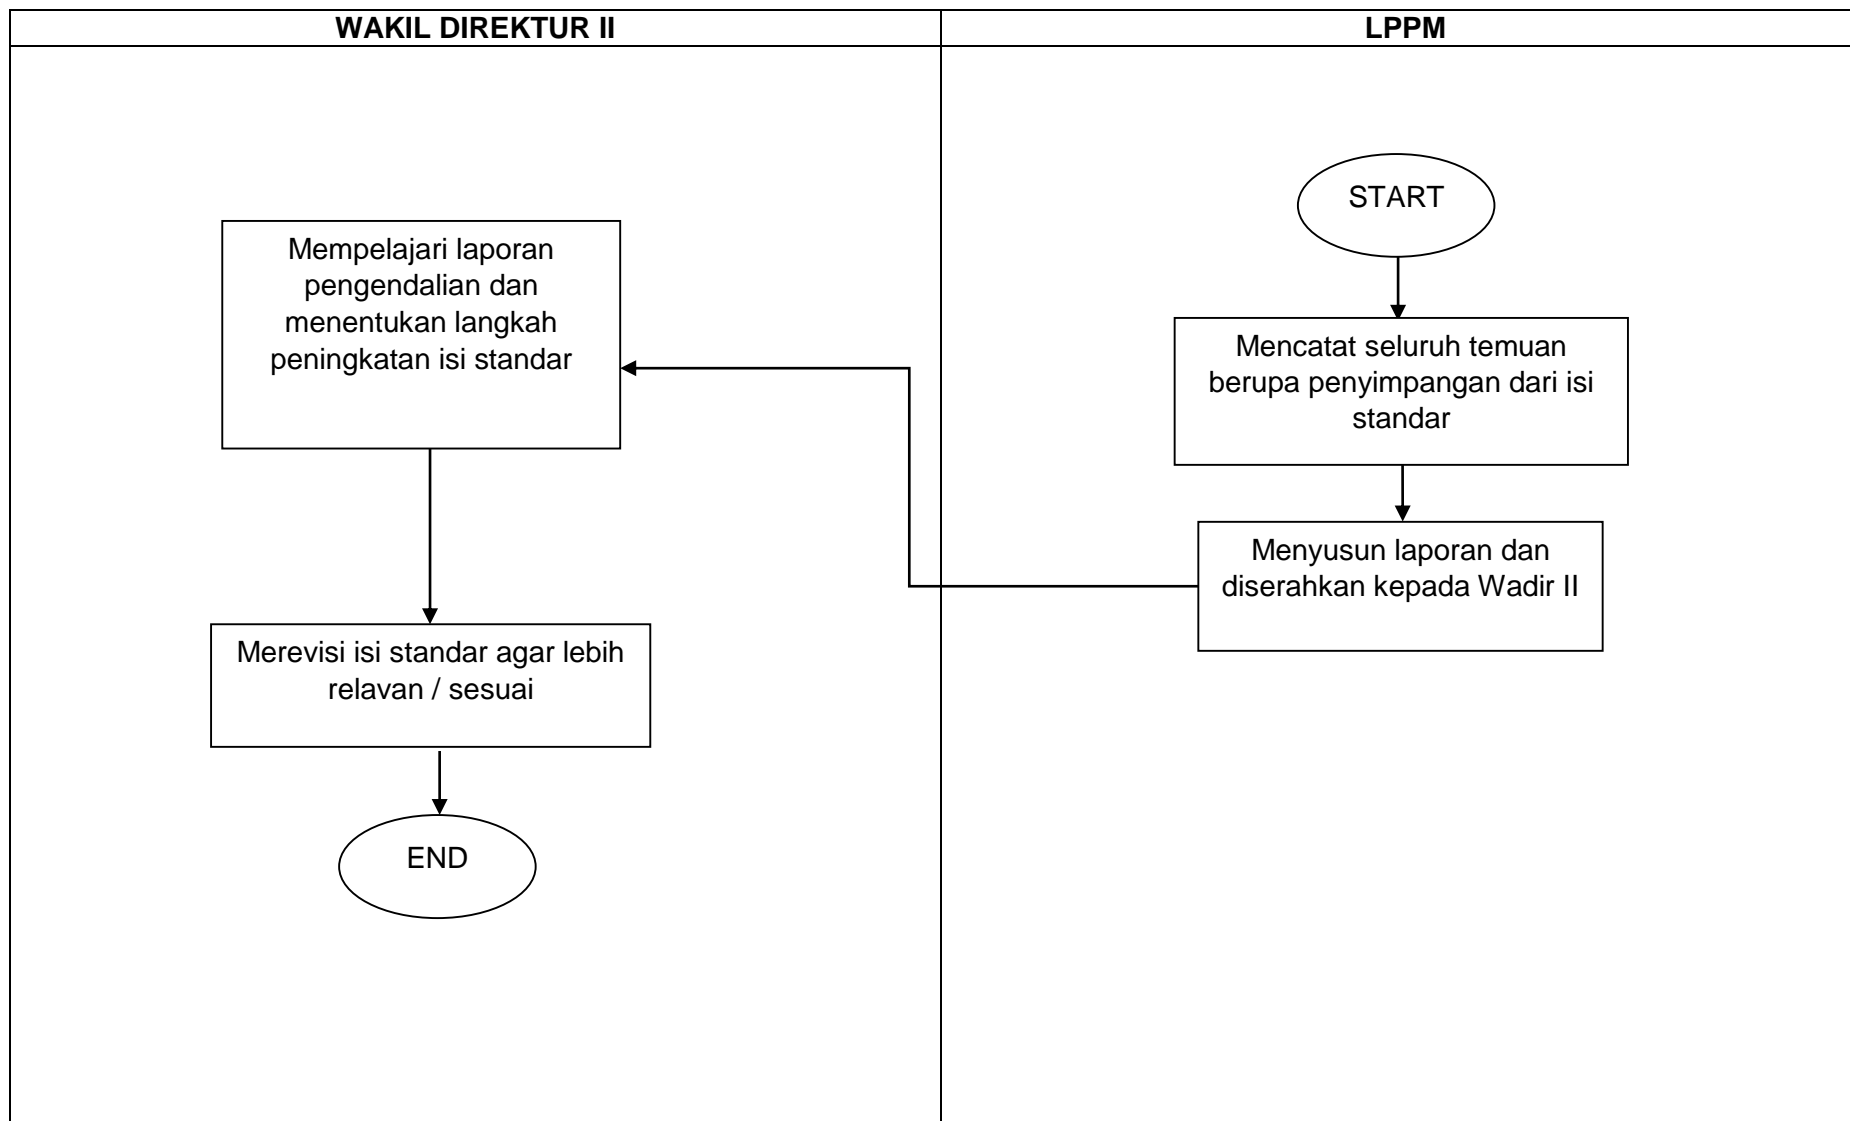 WAKIL DIREKTUR II
LPPM
START
Mencatat seluruh temuan
berupa penyimpangan dari isi
standar
Menyusun laporan dan
diserahkan kepada Wadir II
Mempelajari laporan
pengendalian dan
menentukan langkah
peningkatan isi standar
Merevisi isi standar agar lebih
relavan / sesuai
END